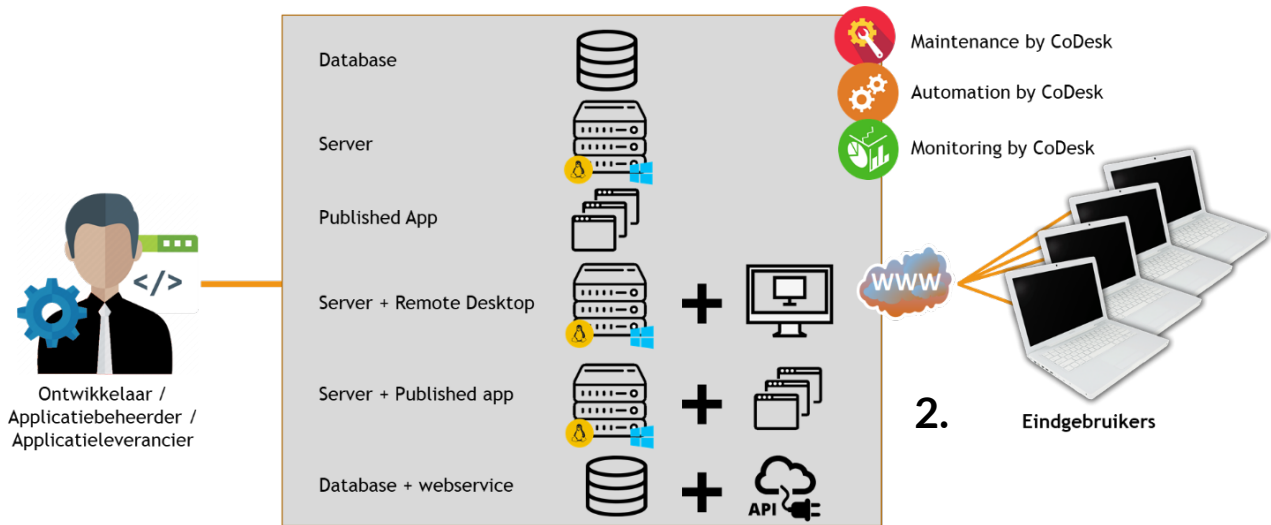 Ontwikkelaar /
Applicatiebeheerder /
Applicatieleverancier
</>
Database
Server
Published App
Server + Remote Desktop
Server + Published app
Database + webservice
API
Maintenance by CoDesk
Automation by CoDesk
Monitoring by CoDesk
WWW
2.
Eindgebruikers